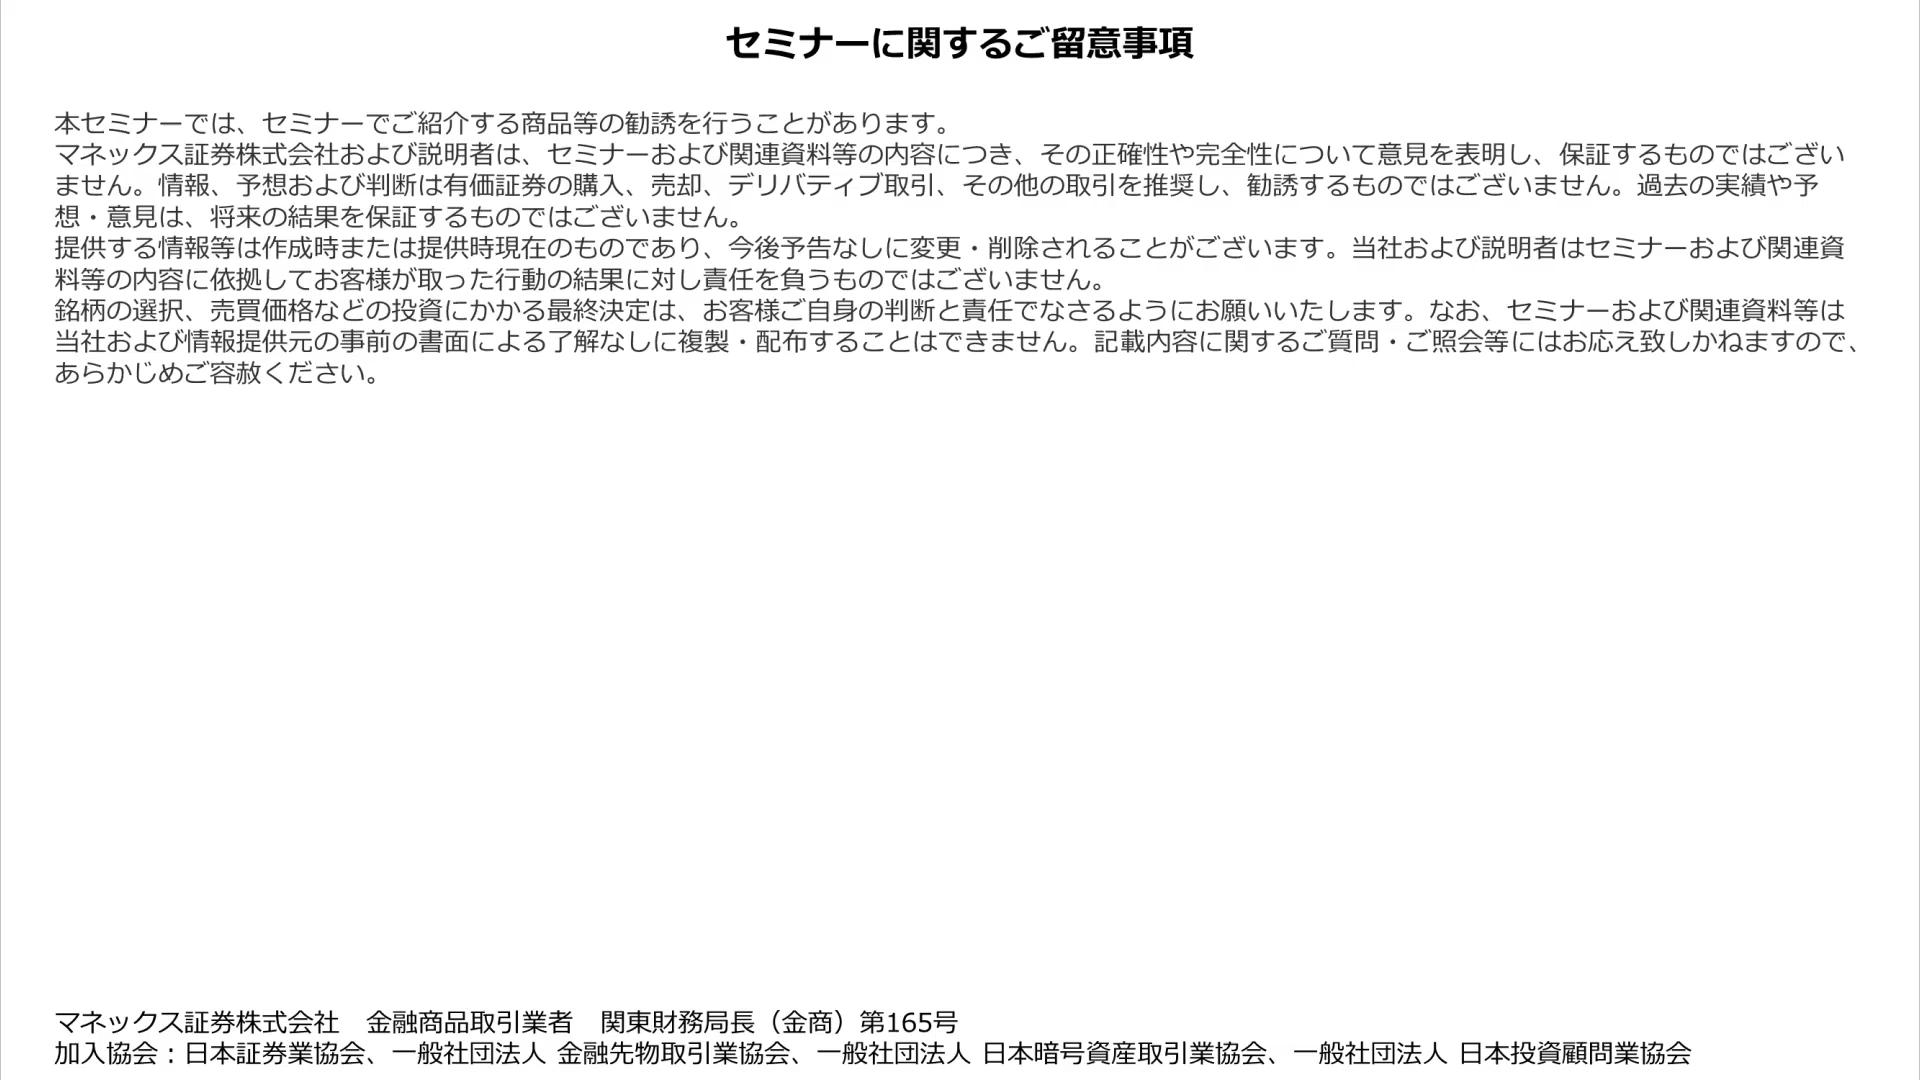 セミナーに関するご留意事項
本セミナーでは、セミナーでご紹介する商品等の勧誘を行うことがあります。
マネックス証券株式会社および説明者は、セミナーおよび関連資料等の内容につき、その正確性や完全性について意見を表明し、保証するものではござい
ません。情報、予想および判断は有価証券の購入、売却、デリバティブ取引、その他の取引を推奨し、勧誘するものではございません。過去の実績や予
想・意見は、将来の結果を保証するものではございません。
提供する情報等は作成時または提供時現在のものであり、今後予告なしに変更・削除されることがございます。当社および説明者はセミナーおよび関連資
料等の内容に依拠してお客様が取った行動の結果に対し責任を負うものではございません。
銘柄の選択、売買価格などの投資にかかる最終決定は、お客様ご自身の判断と責任でなさるようにお願いいたします。なお、セミナーおよび関連資料等は
当社および情報提供元の事前の書面による了解なしに複製・配布することはできません。記載内容に関するご質問・ご照会等にはお応え致しかねますので、
あらかじめご容赦ください。
マネックス証券株式会社　金融商品取引業者　関東財務局長（金商）第165号
加入協会：日本証券業協会、一般社団法人 金融先物取引業協会、一般社団法人 日本暗号資産取引業協会、一般社団法人 日本投資顧問業協会